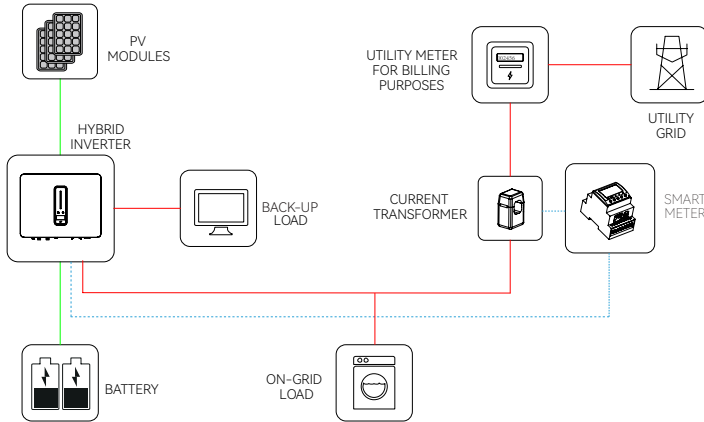 PV
MODULES
UTILITY METER
FOR BILLING
PURPOSES
UTILITY
GRID
HYBRID
INVERTER
BACK-UP
LOAD
CURRENT
TRANSFORMER
SMART
METER
BATTERY
ON-GRID
LOAD